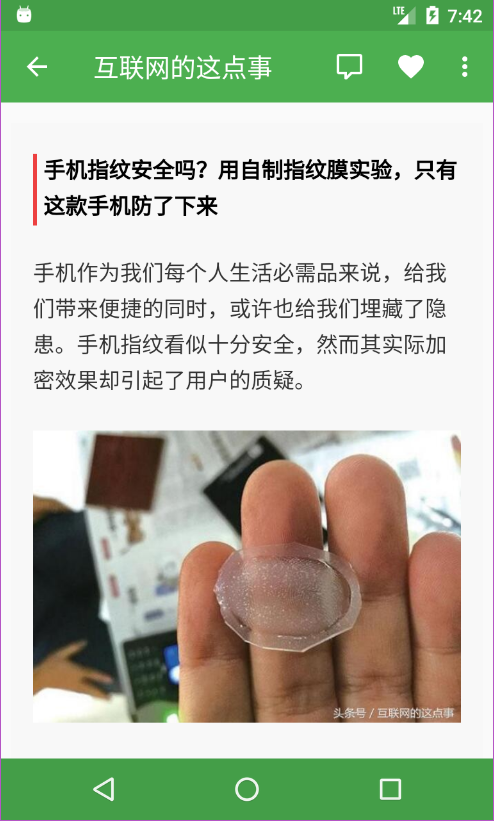 LTE
7:42
互联网的这点事
手机指纹安全吗？用自制指纹膜实验，只有
这款手机防了下来
手机作为我们每个人生活必需品来说，给我
们带来便捷的同时，或许也给我们埋藏了隐
患。手机指纹看似十分安全，然而其实际加
密效果却引起了用户的质疑。
头条号 / 互联网的这点事